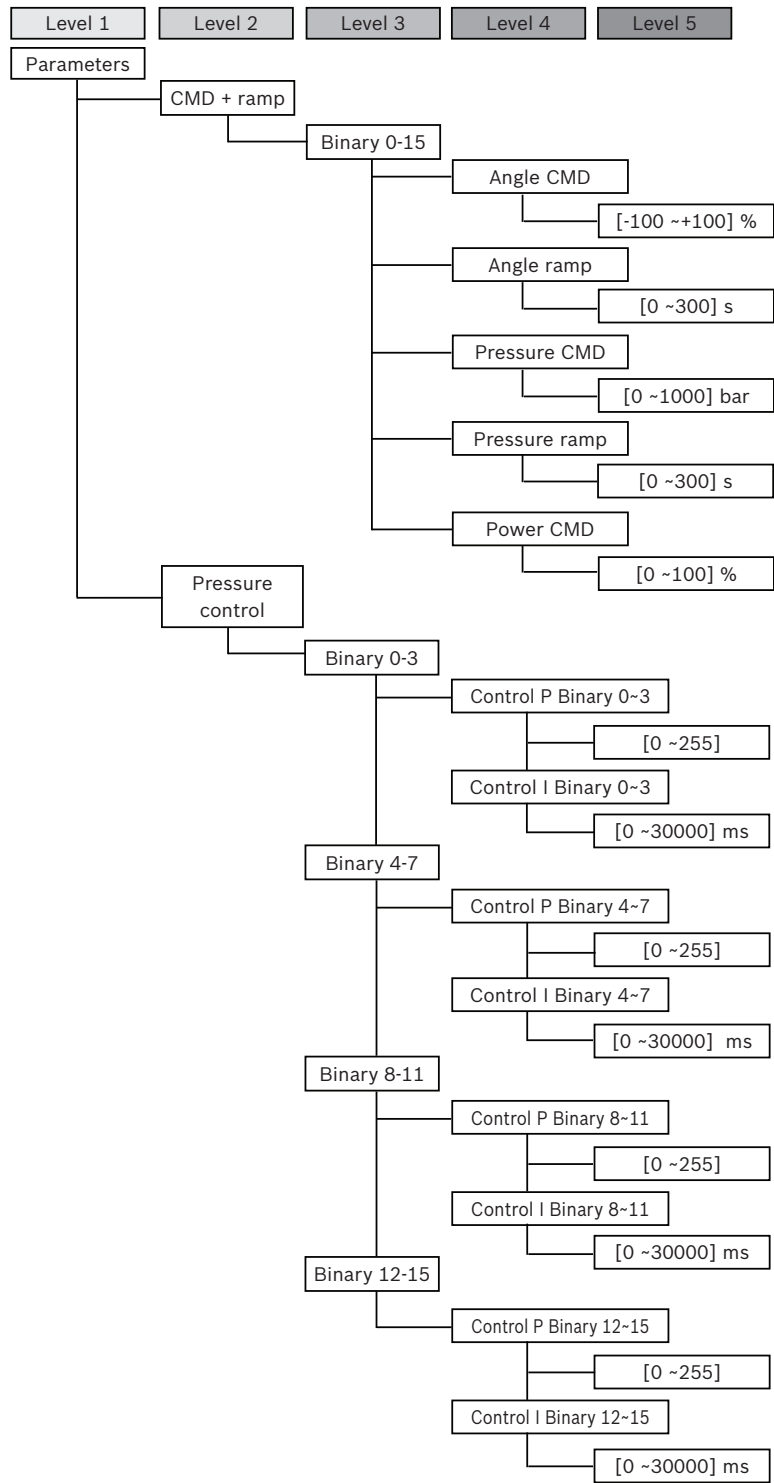 Level 1 Level 2 Level 3 Level 4 Level 5
Parameters
CMD + ramp
Binary 0-15
Angle CMD
[-100 ~+100] %
Angle ramp
[0 ~300] s
Pressure CMD
[0 ~1000] bar
Pressure ramp
[0 ~300] s
Power CMD
[0 ~100] %
Pressure
control
Binary 0-3
Control P Binary 0~3
[0 ~255]
Control I Binary 0~3
[0 ~30000] ms
Binary 4-7
Control P Binary 4~7
[0 ~255]
Control I Binary 4~7
[0 ~30000] ms
Binary 8-11
Control P Binary 8~11
[0 ~255]
Control I Binary 8~11
[0 ~30000] ms
Binary 12-15
Control P Binary 12~15
[0 ~255]
Control I Binary 12~15
[0 ~30000] ms